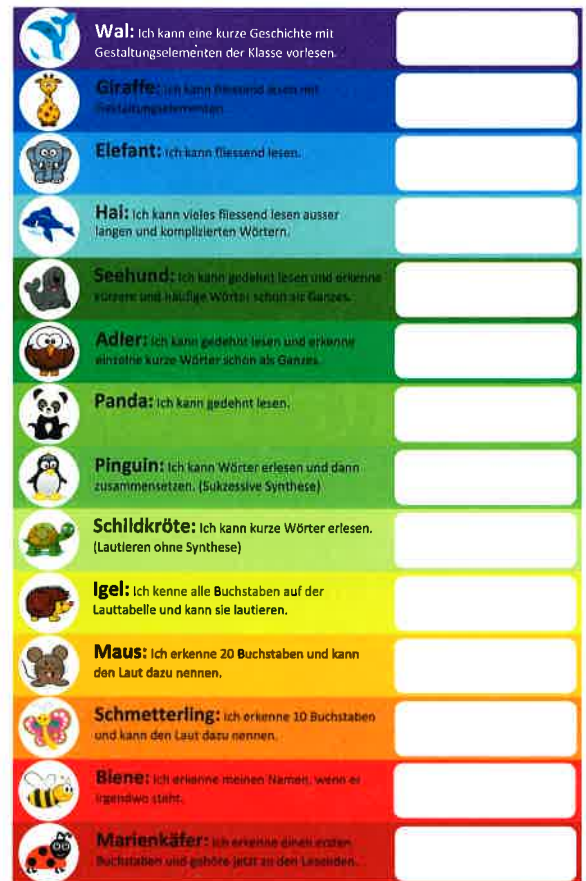 Wal: Ich kann eine kurze Geschichte mit
Gestaltungselementen der Klasse vorlesen.
Giraffe: Ich kann fliessend lesen mit
Gestaltungselementen.
Elefant: Ich kann fliessend lesen.
Hai: Ich kann vieles fliessend lesen ausser
langen und komplizierten Wörtern.
Seehund: Ich kann gedehnt lesen und erkenne
kürzere und häufige Wörter schon als Ganzes.
Adler: Ich kann gedehnt lesen und erkenne
einzelne kurze Wörter schon als Ganzes.
Panda: Ich kann gedehnt lesen.
Pinguin: Ich kann Wörter erlesen und dann
zusammensetzen. (Sukzessive Synthese)
Schildkröte: Ich kann kurze Wörter erlesen.
(Lautieren ohne Synthese)
Igel: Ich kenne alle Buchstaben auf der
Lauttabelle und kann sie lautieren.
Maus: Ich erkenne 20 Buchstaben und kann
den Laut dazu nennen.
Schmetterling: Ich erkenne 10 Buchstaben
und kann den Laut dazu nennen.
Biene: Ich erkenne meinen Namen, wenn er
irgendwo steht.
Marienkäfer: Ich erkenne einen ersten
Buchstaben und gehöre jetzt zu den Lesenden.